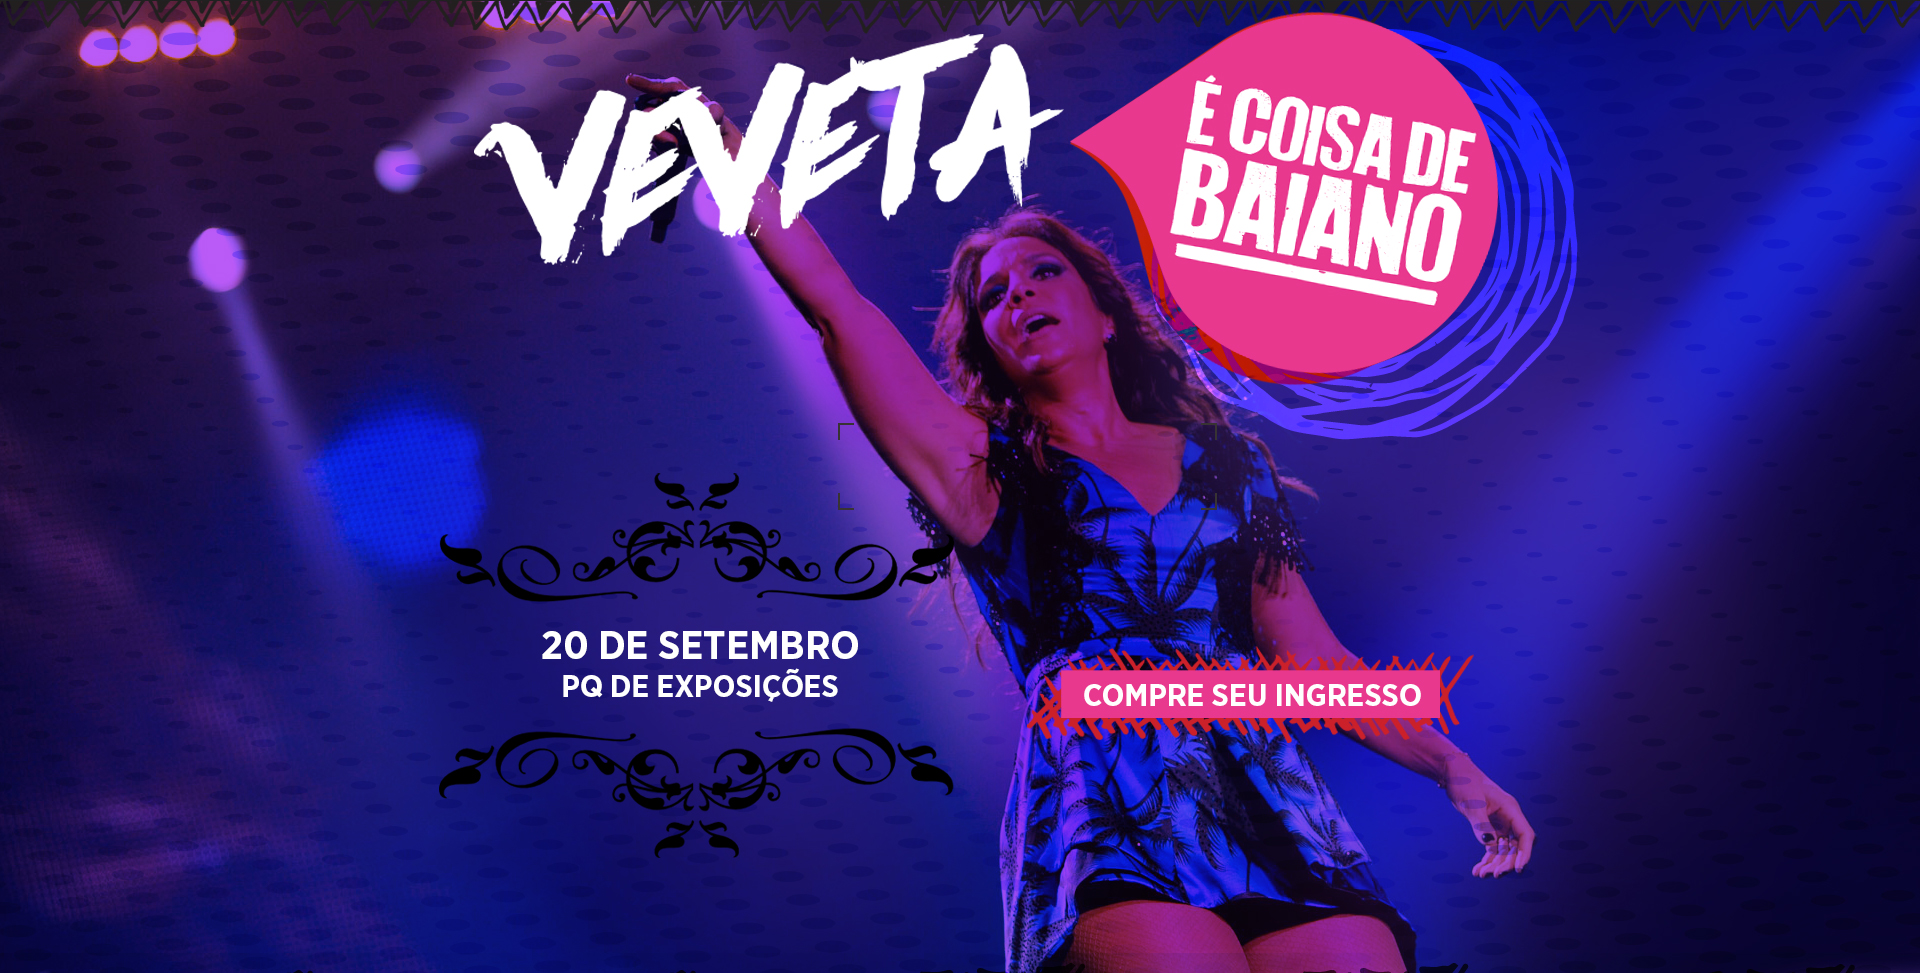 VEVETA
É COISA DE
BAIANO
20 DE SETEMBRO
PQ DE EXPOSIÇÕES
COMPRE SEU INGRESSO